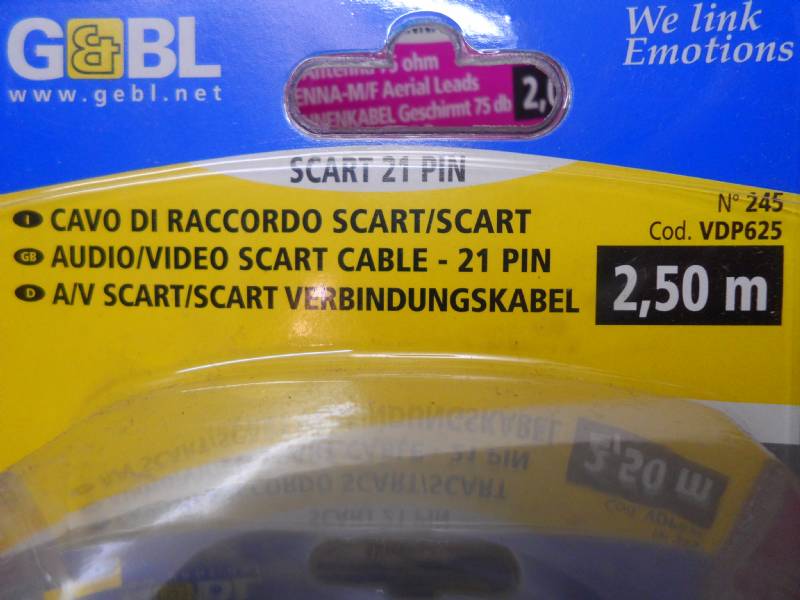 G&BL
www.gebl.net
We link
Emotions
Antenna 75 ohm
ENNA-M/F Aerial Leads
NENKABEL Geschirmt 75 db
2,
SCART 21 PIN
N° 245
Cod. VDP625
I CAVO DI RACCORDO SCART/SCART
GB AUDIO/VIDEO SCART CABLE - 21 PIN
D A/V SCART/SCART VERBINDUNGSKABEL
2,50 m